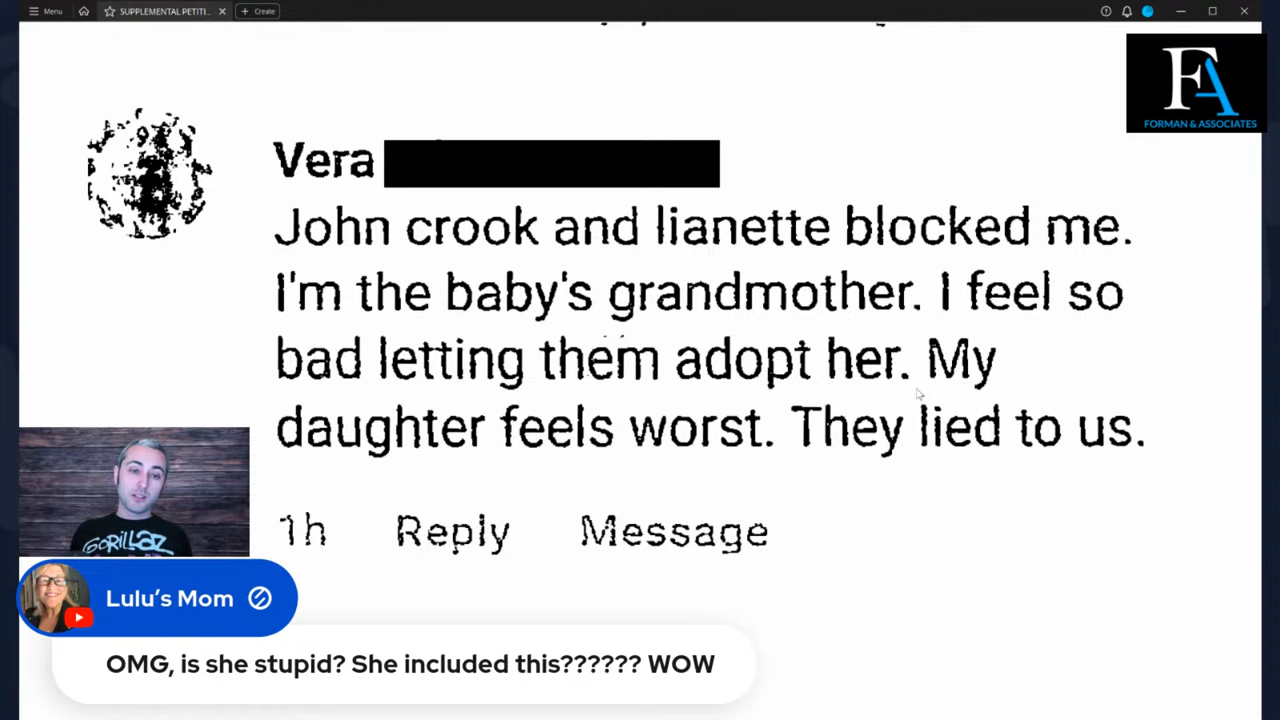 Menu
SUPPLEMENTAL PETITI...
Create
FA
FORMAN & ASSOCIATES
Vera
John crook and lianette blocked me.
I'm the baby's grandmother. I feel so
bad letting them adopt her. My
daughter feels worst. They lied to us.
1h Reply Message
GORILLAZ
Lulu's Mom
OMG, is she stupid? She included this?????? WOW